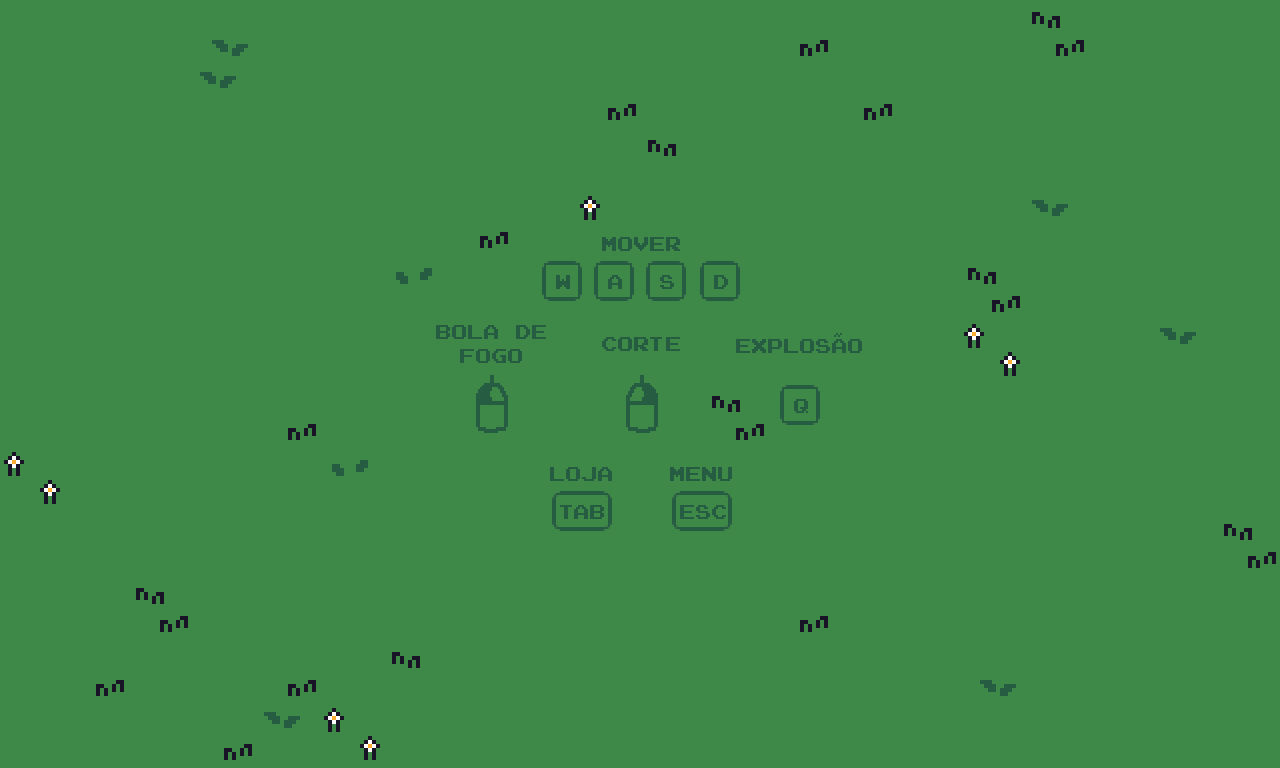 MOVER
W A S D
BOLA DE
FOGO
CORTE
EXPLOSÃO
Q
LOJA MENU
TAB ESC